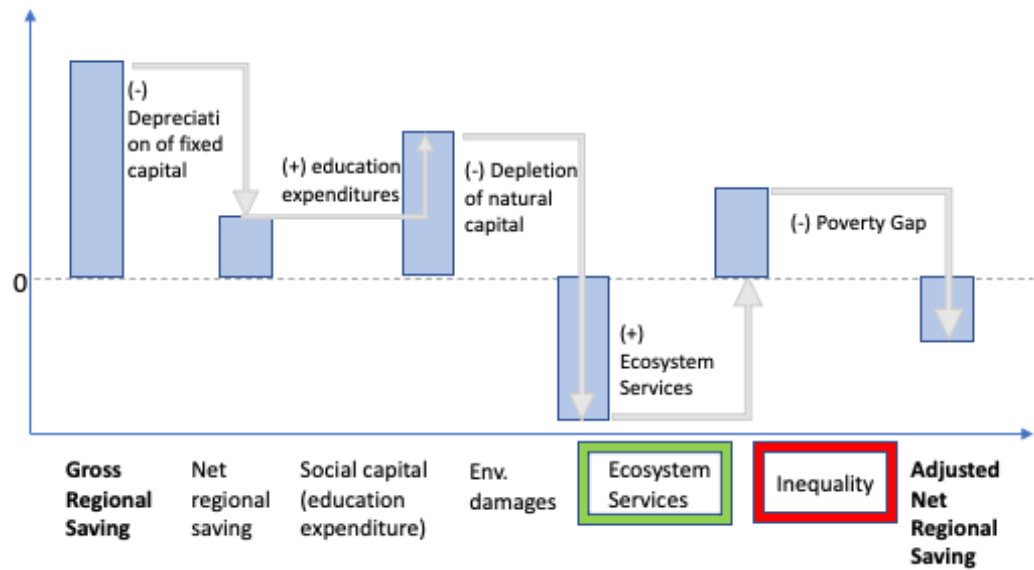 (-)
Depreciati
on of fixed
capital
(+) education
expenditures
(-) Depletion
of natural
capital
(-) Poverty Gap
0
(+)
Ecosystem
Services
Gross
Regional
Saving
Net
regional
saving
Social capital
(education
expenditure)
Env.
damages
Ecosystem
Services
Inequality
Adjusted
Net
Regional
Saving